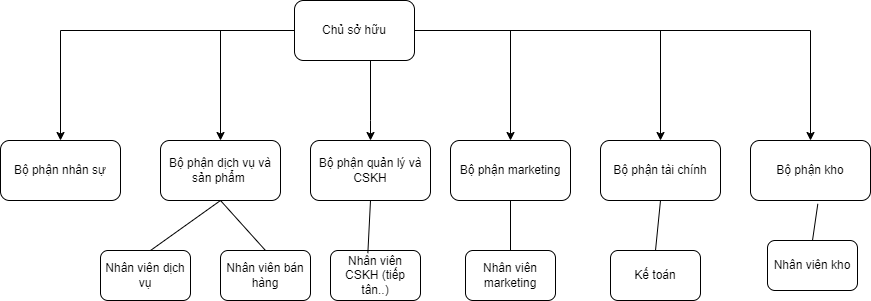 Chủ sở hữu
Bộ phận nhân sự
Bộ phận dịch vụ và
sản phẩm
Bộ phận quản lý và
CSKH
Bộ phận marketing
Bộ phận tài chính
Bộ phận kho
Nhân viên dịch
vụ
Nhân viên bán
hàng
Nhân viên
CSKH (tiếp
tân..)
Nhân viên
marketing
Kế toán
Nhân viên kho